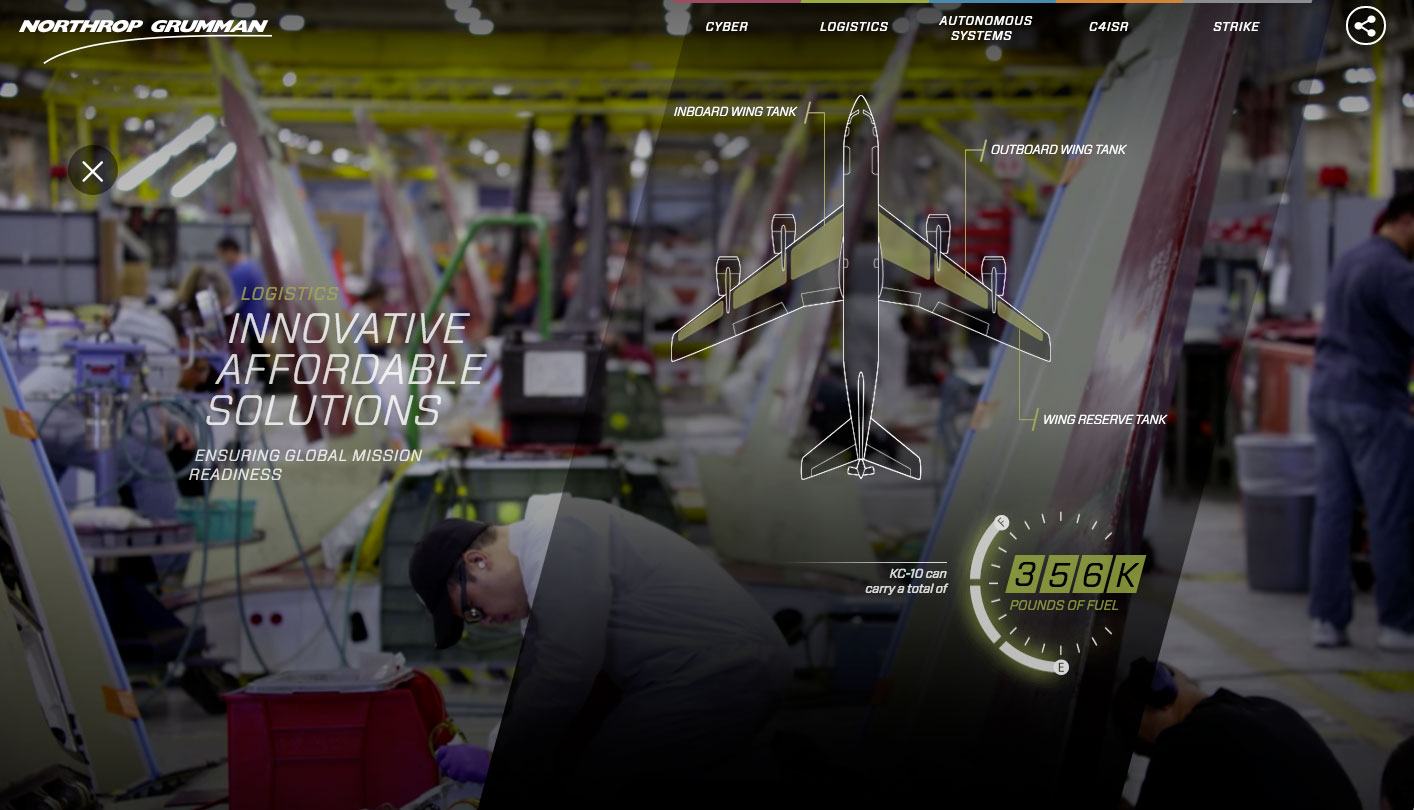 NORTHROP GRUMMAN
CYBER
LOGISTICS
AUTONOMOUS
SYSTEMS
C4ISR
STRIKE
INBOARD WING TANK
OUTBOARD WING TANK
LOGISTICS
INNOVATIVE
AFFORDABLE
SOLUTIONS
ENSURING GLOBAL MISSION
READINESS
WING RESERVE TANK
F
KC-10 can
carry a total of
356K
POUNDS OF FUEL
E